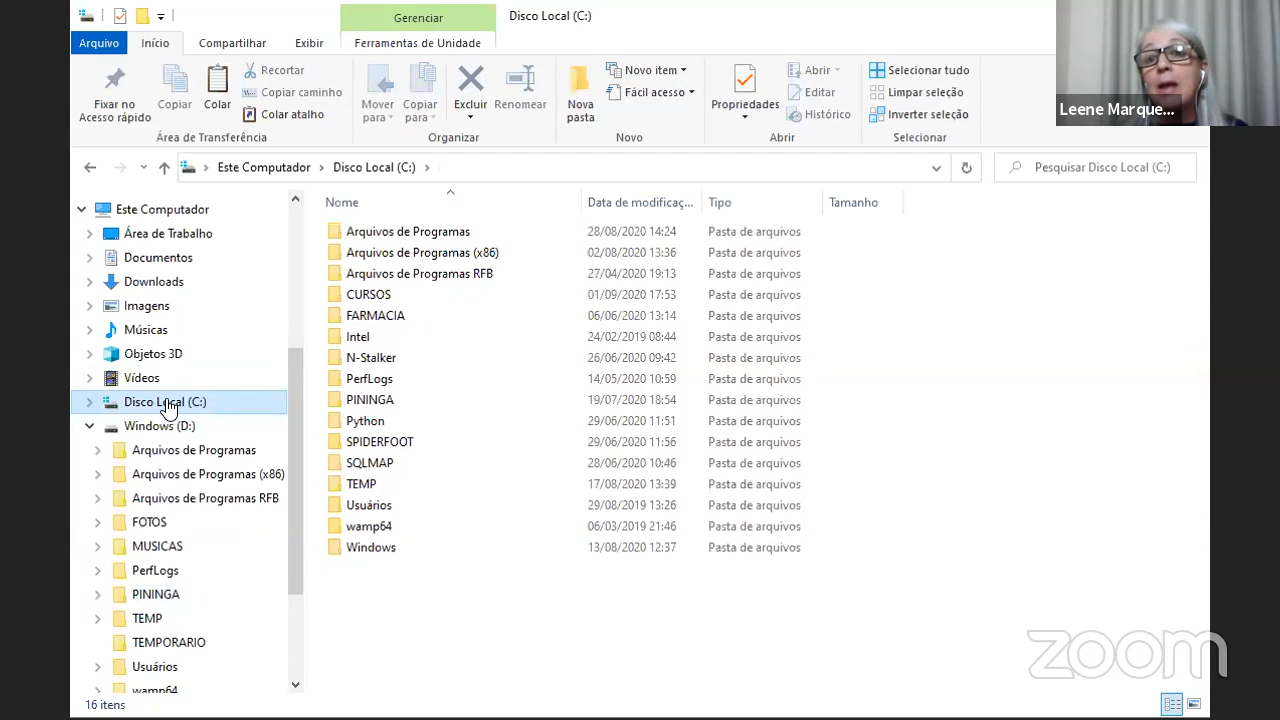 Gerenciar
Disco Local (C:)
Arquivo
Início
Compartilhar
Exibir
Ferramentas de Unidade
Fixar no Acesso rápido
Copiar
Colar
Recortar
Copiar caminho
Colar atalho
Área de Transferência
Mover para
Copiar para
Excluir
Renomear
Organizar
Nova pasta
Novo item
Fácil acesso
Novo
Propriedades
Abrir
Editar
Histórico
Abrir
Selecionar tudo
Limpar seleção
Inverter seleção
Selecionar
Leene Marque...
Este Computador > Disco Local (C:) >
Pesquisar Disco Local (C:)
Este Computador
Área de Trabalho
Documentos
Downloads
Imagens
Músicas
Objetos 3D
Vídeos
Disco Local (C:)
Windows (D:)
Arquivos de Programas
Arquivos de Programas (x86)
Arquivos de Programas RFB
FOTOS
MUSICAS
PerfLogs
PININGA
TEMP
TEMPORARIO
Usuários
wamp64
Nome Data de modificaç... Tipo Tamanho
Arquivos de Programas 28/08/2020 14:24 Pasta de arquivos
Arquivos de Programas (x86) 02/08/2020 13:36 Pasta de arquivos
Arquivos de Programas RFB 27/04/2020 19:13 Pasta de arquivos
CURSOS 01/09/2020 17:53 Pasta de arquivos
FARMACIA 06/06/2020 13:14 Pasta de arquivos
Intel 24/02/2019 08:44 Pasta de arquivos
N-Stalker 26/06/2020 09:42 Pasta de arquivos
PerfLogs 14/05/2020 10:59 Pasta de arquivos
PININGA 19/07/2020 18:54 Pasta de arquivos
Python 29/06/2020 11:51 Pasta de arquivos
SPIDERFOOT 29/06/2020 11:56 Pasta de arquivos
SQLMAP 28/06/2020 10:46 Pasta de arquivos
TEMP 17/08/2020 13:39 Pasta de arquivos
Usuários 29/08/2019 13:26 Pasta de arquivos
wamp64 06/03/2019 21:46 Pasta de arquivos
Windows 13/08/2020 12:37 Pasta de arquivos
16 itens
zoom